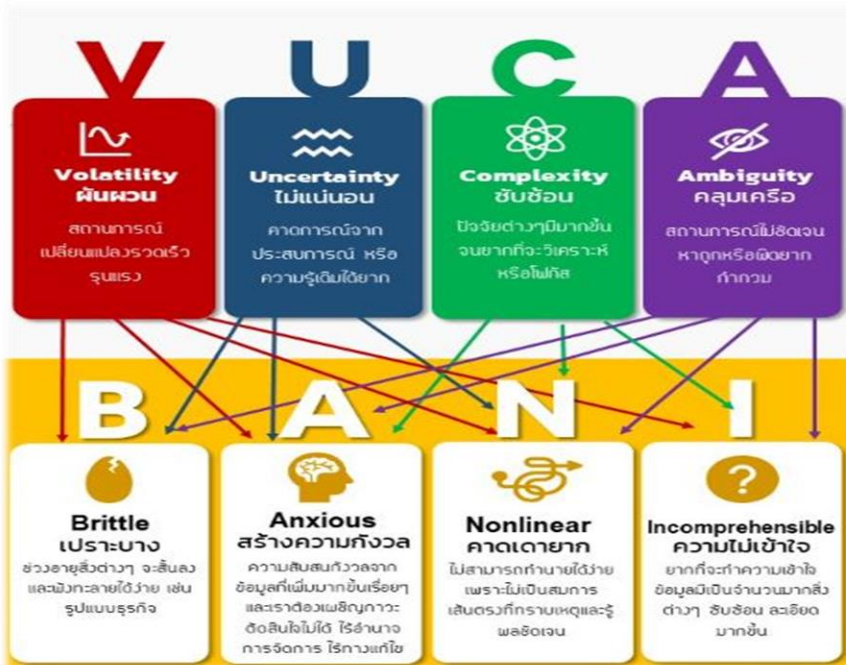 V U C A
Volatility
ผันผวน
สถานการณ์
เปลี่ยนแปลงรวดเร็ว
รุนแรง
Uncertainty
ไม่แน่นอน
คาดการณ์จาก
ประสบการณ์ หรือ
ความรู้เดิมได้ยาก
Complexity
ซับซ้อน
ปัจจัยต่างๆมีมากขึ้น
จนยากที่จะวิเคราะห์
หรือโฟกัส
Ambiguity
คลุมเครือ
สถานการณ์ไม่ชัดเจน
หาถูกหรือผิดยาก
กำกวม
B A N I
Brittle
เปราะบาง
ช่วงอายุสิ่งต่างๆ จะสั้นลง
และพังทะลายได้ง่าย เช่น
รูปแบบธุรกิจ
Anxious
สร้างความกังวล
ความสับสนกังวลจาก
ข้อมูลที่เพิ่มมากขึ้นเรื่อยๆ
และเราต้องเผชิญภาวะ
ตัดสินใจไม่ได้ ไร้อำนาจ
การจัดการ ไร้ทางแก้ไข
Nonlinear
คาดเดายาก
ไม่สามารถทำนายได้ง่าย
เพราะไม่เป็นสมการ
เส้นตรงที่ทราบเหตุและรู้
ผลชัดเจน
Incomprehensible
ความไม่เข้าใจ
ยากที่จะทำความเข้าใจ
ข้อมูลมีเป็นจำนวนมากสิ่ง
ต่างๆ ซับซ้อน ละเอียด
มากขึ้น